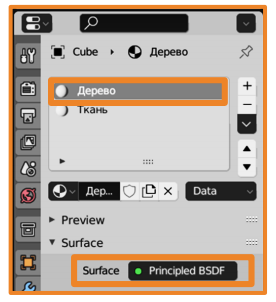 Cube › Дерево
Дерево
Ткань
Дер... Data
Preview
Surface
Surface Principled BSDF